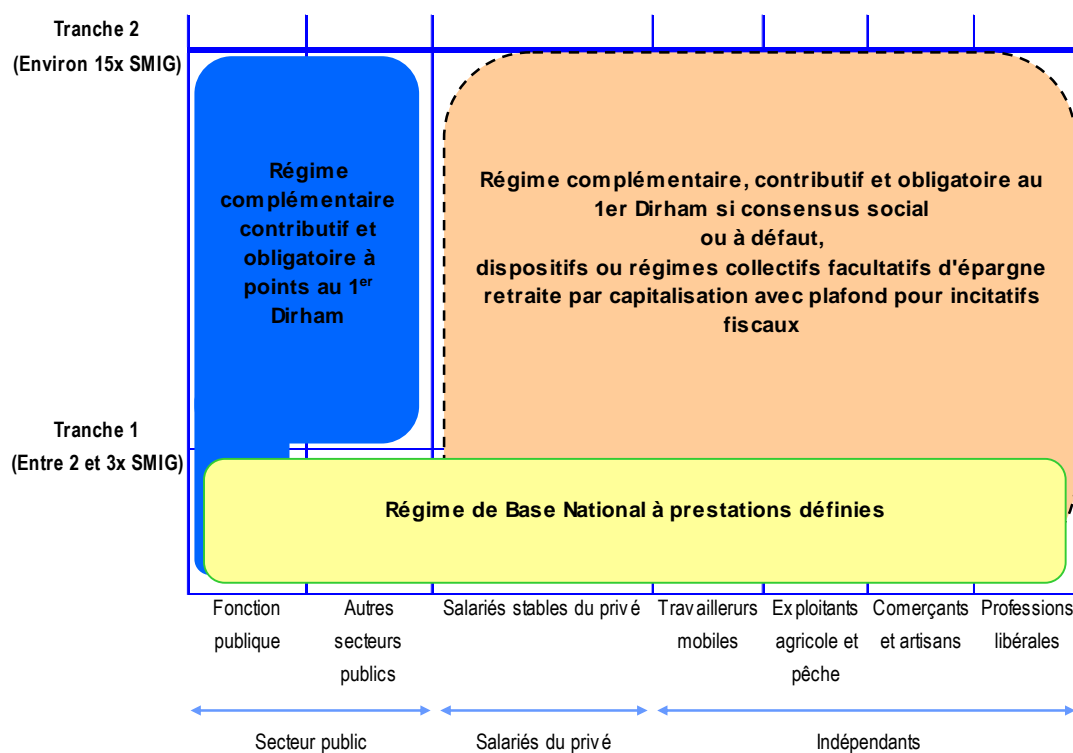 Tranche 2
(Environ 15x SMIG)
Régime
complémentaire
contributif et
obligatoire à
points au 1er
Dirham
Régime complémentaire, contributif et obligatoire au
1er Dirham si consensus social
ou à défaut,
dispositifs ou régimes collectifs facultatifs d'épargne
retraite par capitalisation avec plafond pour incitatifs
fiscaux
Tranche 1
(Entre 2 et 3x SMIG)
Régime de Base National à prestations définies
Fonction
publique
Autres
secteurs
publics
Salariés stables du privé
Travaillerurs
mobiles
Exploitants
agricole et
pêche
Comerçants
et artisans
Professions
libérales
Secteur public
Salariés du privé
Indépendants